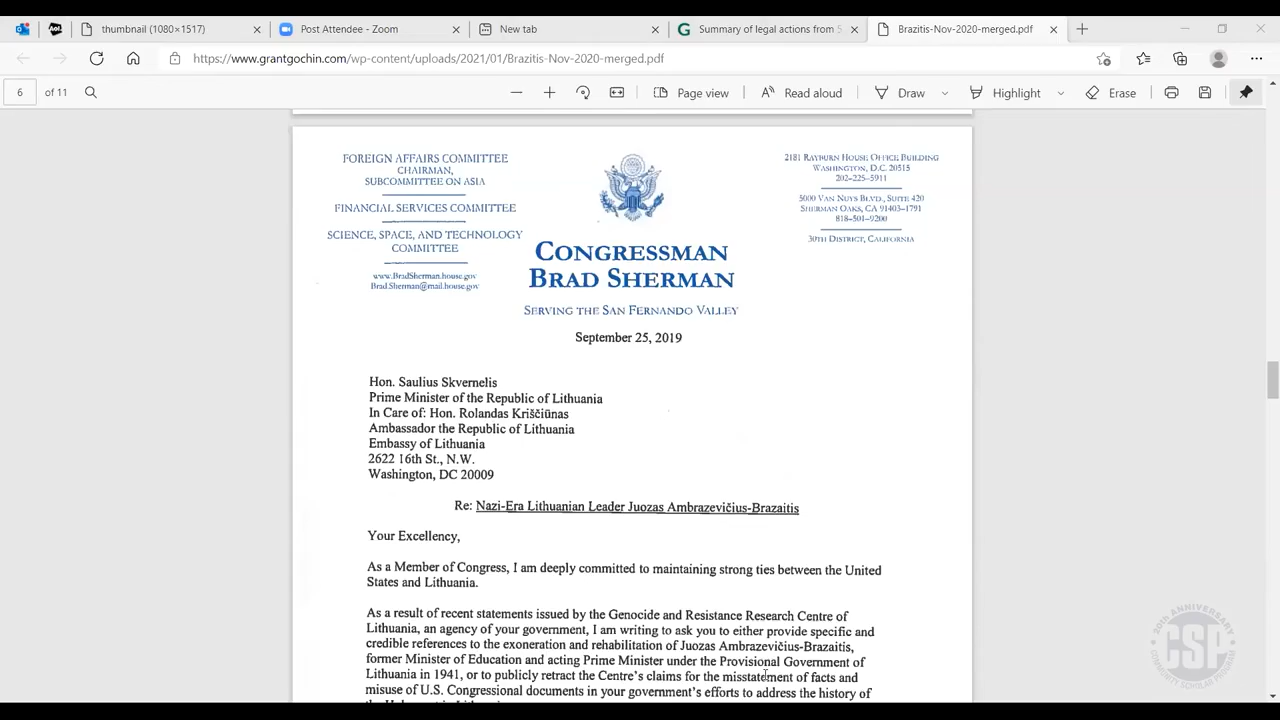 Aol.
thumbnail (1080×1517)
Post Attendee - Zoom
New tab
Summary of legal actions from S
Brazitis-Nov-2020-merged.pdf
https://www.grantgochin.com/wp-content/uploads/2021/01/Brazitis-Nov-2020-merged.pdf
6 of 11
Page view
Read aloud
Draw
Highlight
Erase
FOREIGN AFFAIRS COMMITTEE
CHAIRMAN,
SUBCOMMITTEE ON ASIA
FINANCIAL SERVICES COMMITTEE
SCIENCE, SPACE, AND TECHNOLOGY
COMMITTEE
www.BradSherman.house.gov
Brad.Sherman@mail.house.gov
2181 RAYBURN HOUSE OFFICE BUILDING
WASHINGTON, D.C. 20515
202-225-5911
5000 VAN NUYS BLVD., SUITE 420
SHERMAN OAKS, CA 91403-1791
818-501-9200
30TH DISTRICT, CALIFORNIA
CONGRESSMAN
BRAD SHERMAN
SERVING THE SAN FERNANDO VALLEY
September 25, 2019
Hon. Saulius Skvernelis
Prime Minister of the Republic of Lithuania
In Care of: Hon. Rolandas Kriščiūnas
Ambassador the Republic of Lithuania
Embassy of Lithuania
2622 16th St., N.W.
Washington, DC 20009
Re: Nazi-Era Lithuanian Leader Juozas Ambrazevičius-Brazaitis
Your Excellency,
As a Member of Congress, I am deeply committed to maintaining strong ties between the United
States and Lithuania.
As a result of recent statements issued by the Genocide and Resistance Research Centre of
Lithuania, an agency of your government, I am writing to ask you to either provide specific and
credible references to the exoneration and rehabilitation of Juozas Ambrazevičius-Brazaitis,
former Minister of Education and acting Prime Minister under the Provisional Government of
Lithuania in 1941, or to publicly retract the Centre's claims for the misstatement of facts and
misuse of U.S. Congressional documents in your government's efforts to address the history of
20TH ANNIVERSARY
CSP
COMMUNITY SCHOLAR PROGRAM